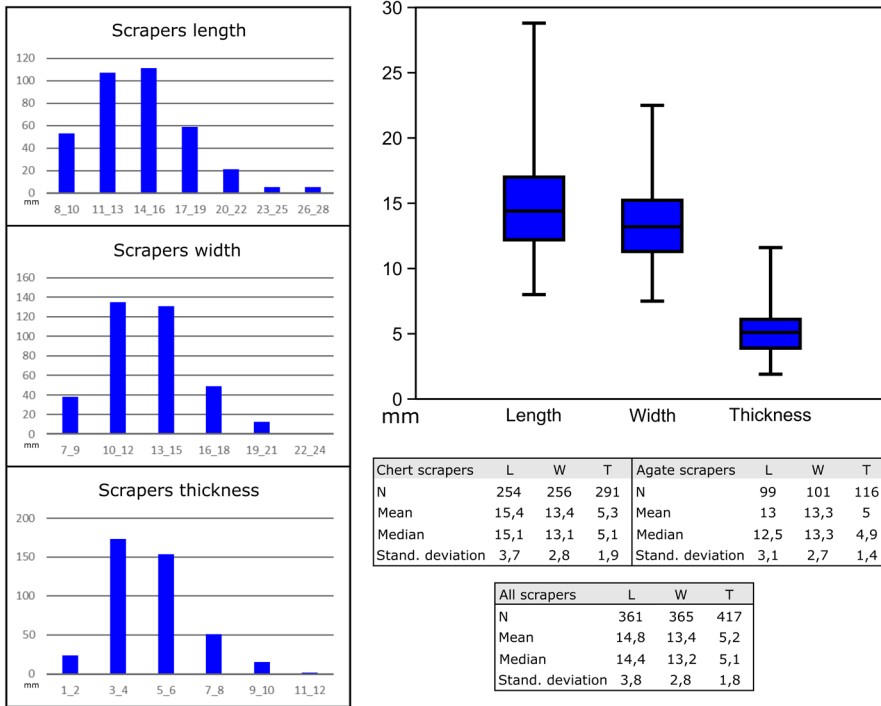 Scrapers length
120
100
80
60
40
20
0
mm
8_10 11_13 14_16 17_19 20_22 23_25 26_28
Scrapers width
160
140
120
100
80
60
40
20
0
mm
7_9 10_12 13_15 16_18 19_21 22_24
Scrapers thickness
200
150
100
50
0
mm
1_2 3_4 5_6 7_8 9_10 11_12
30
25
20
15
10
5
0
mm
Length Width Thickness
Chert scrapers L W T
N 254 256 291
Mean 15,4 13,4 5,3
Median 15,1 13,1 5,1
Stand. deviation 3,7 2,8 1,9
Agate scrapers L W T
N 99 101 116
Mean 13 13,3 5
Median 12,5 13,3 4,9
Stand. deviation 3,1 2,7 1,4
All scrapers L W T
N 361 365 417
Mean 14,8 13,4 5,2
Median 14,4 13,2 5,1
Stand. deviation 3,8 2,8 1,8